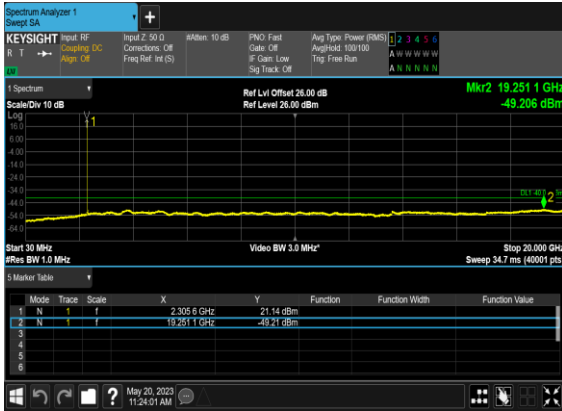 Spectrum Analyzer 1
Swept SA
+
KEYSIGHT
R T
Input: RF
Coupling: DC
Align: Off
Input Z: 50 Ω
Corrections: Off
Freq Ref: Int (S)
#Atten: 10 dB
PNO: Fast
Gate: Off
IF Gain: Low
Sig Track: Off
Avg Type: Power (RMS)
Avg|Hold: 100/100
Trig: Free Run
1 2 3 4 5 6
A W W W W W
A N N N N N
1 Spectrum
Scale/Div 10 dB
Ref Lvl Offset 26.00 dB
Ref Level 26.00 dBm
Mkr2 19.251 1 GHz
-49.206 dBm
Log
16.0
6.00
-4.00
-14.0
-24.0
-34.0
-44.0
-54.0
-64.0
1
2
Start 30 MHz
#Res BW 1.0 MHz
Video BW 3.0 MHz*
Stop 20.000 GHz
Sweep 34.7 ms (40001 pts)
5 Marker Table
Mode Trace Scale X Y Function Function Width Function Value
1 N 1 f 2.305 6 GHz 21.14 dBm
2 N 1 f 19.251 1 GHz -49.21 dBm
3
4
5
6
May 20, 2023
11:24:01 AM